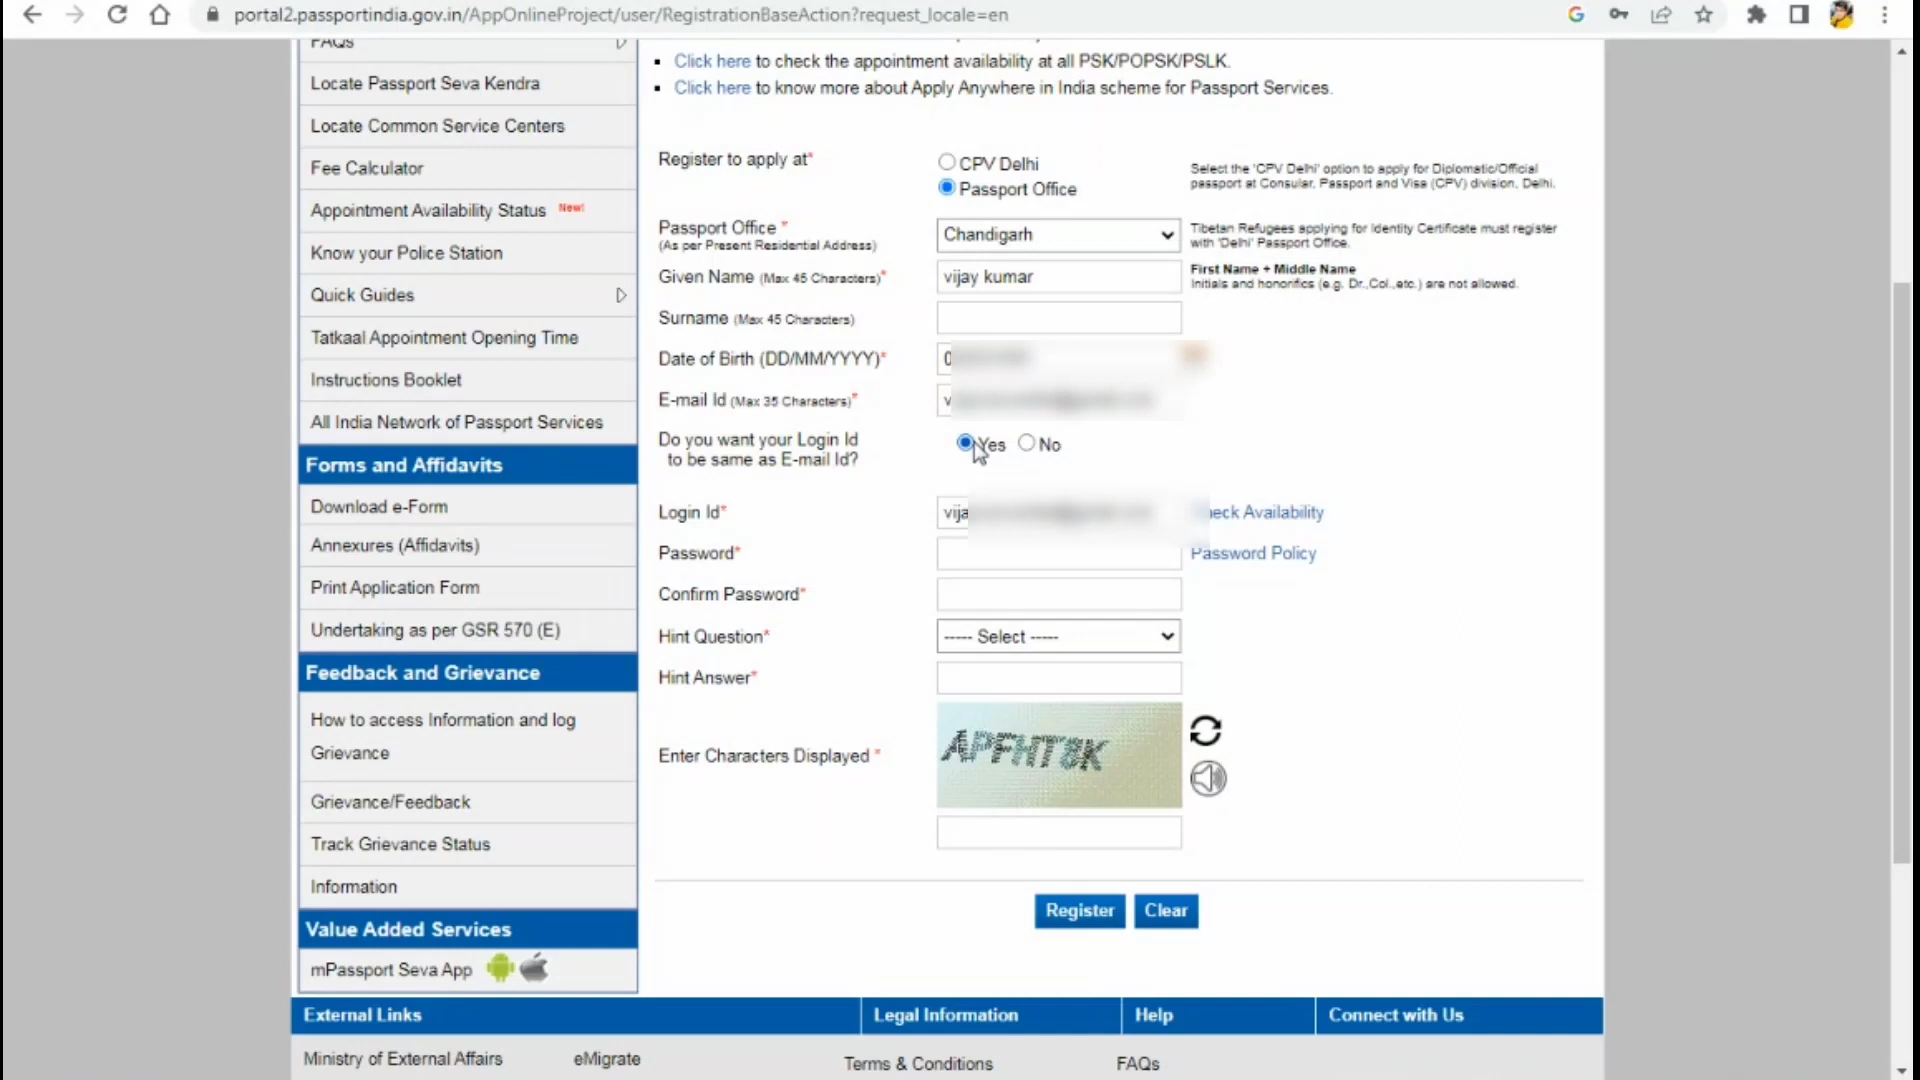 portal2.passportindia.gov.in/AppOnlineProject/user/RegistrationBaseAction?request_locale=en
FAQs
Locate Passport Seva Kendra
Locate Common Service Centers
Fee Calculator
Appointment Availability Status New!
Know your Police Station
Quick Guides
Tatkaal Appointment Opening Time
Instructions Booklet
All India Network of Passport Services
Forms and Affidavits
Download e-Form
Annexures (Affidavits)
Print Application Form
Undertaking as per GSR 570 (E)
Feedback and Grievance
How to access Information and log
Grievance
Grievance/Feedback
Track Grievance Status
Information
Value Added Services
mPassport Seva App
Click here to check the appointment availability at all PSK/POPSK/PSLK.
Click here to know more about Apply Anywhere in India scheme for Passport Services.
Register to apply at*
CPV Delhi
Passport Office
Select the 'CPV Delhi' option to apply for Diplomatic/Official
passport at Consular, Passport and Visa (CPV) division, Delhi.
Passport Office *
(As per Present Residential Address)
Chandigarh
Tibetan Refugees applying for Identity Certificate must register
with 'Delhi' Passport Office.
Given Name (Max 45 Characters)*
vijay kumar
First Name + Middle Name
Initials and honorifics (e.g. Dr.,Col.,etc.) are not allowed.
Surname (Max 45 Characters)
Date of Birth (DD/MM/YYYY)*
0
E-mail Id (Max 35 Characters)*
v
Do you want your Login Id
to be same as E-mail Id?
Yes No
Login Id*
vija
Check Availability
Password*
Password Policy
Confirm Password*
Hint Question*
----- Select -----
Hint Answer*
Enter Characters Displayed *
APFHT8K
Register Clear
External Links Legal Information Help Connect with Us
Ministry of External Affairs eMigrate Terms & Conditions FAQs